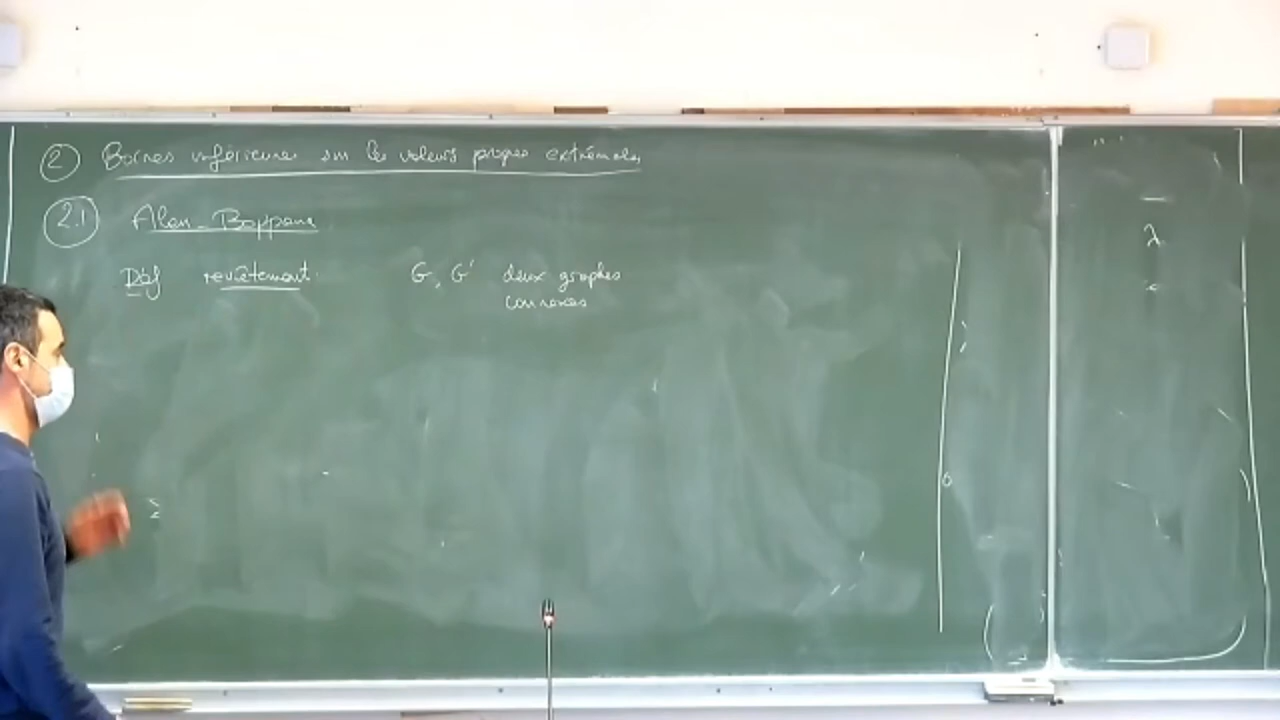 ② Bornes inférieures sur les valeurs propres extrémales
2.1 Alon-Boppana
Déf revêtement. G, G' deux graphes
connexes
λ